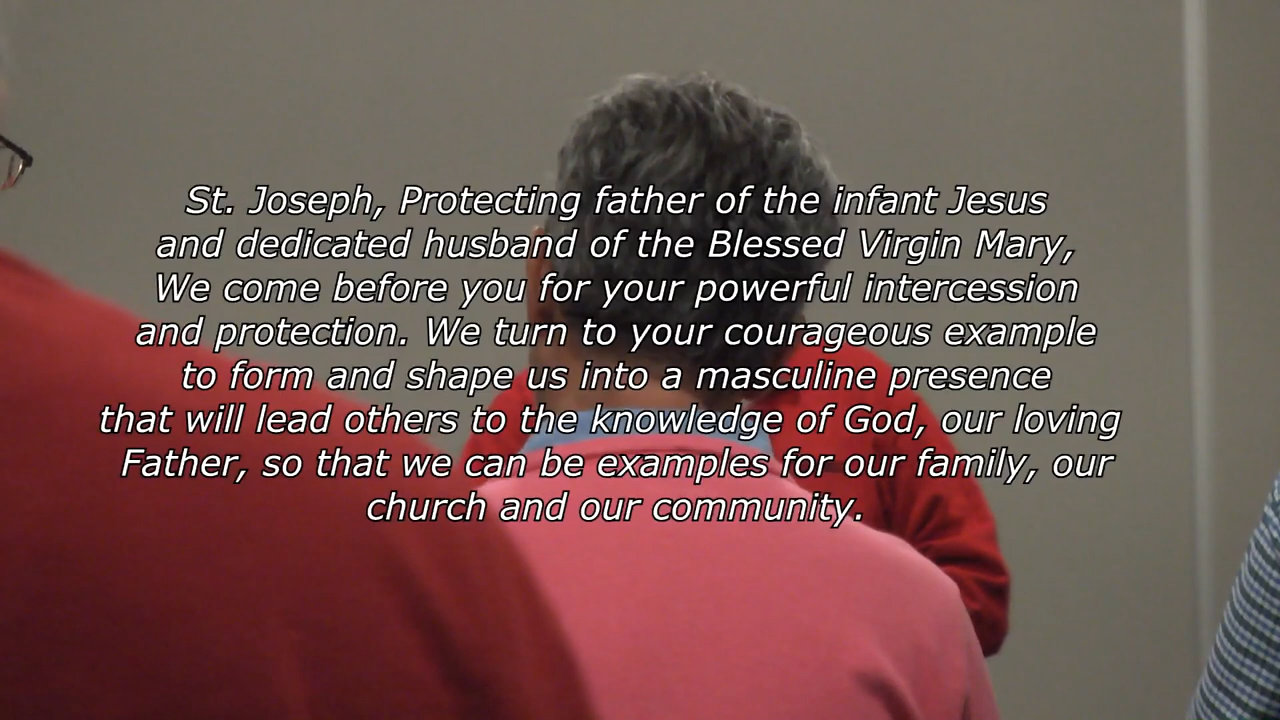 St. Joseph, Protecting father of the infant Jesus
and dedicated husband of the Blessed Virgin Mary,
We come before you for your powerful intercession
and protection. We turn to your courageous example
to form and shape us into a masculine presence
that will lead others to the knowledge of God, our loving
Father, so that we can be examples for our family, our
church and our community.